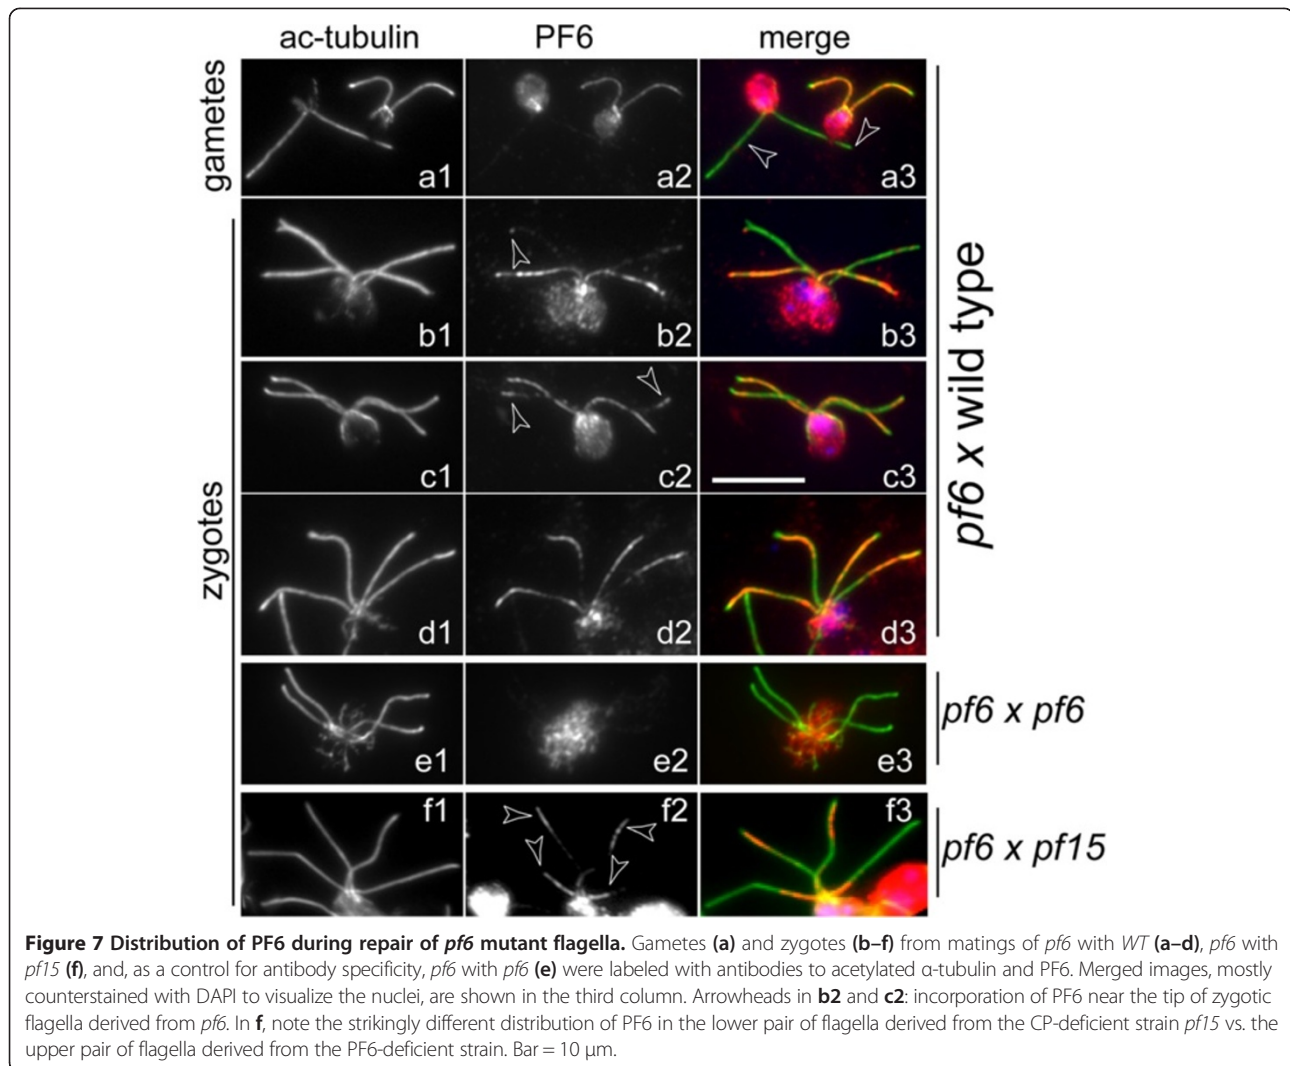 ac-tubulin PF6 merge
gametes
a1 a2 a3
b1 b2 b3
pf6 x wild type
c1 c2 c3
zygotes
d1 d2 d3
e1 e2 e3
pf6 x pf6
f1 f2 f3
pf6 x pf15
Figure 7 Distribution of PF6 during repair of pf6 mutant flagella. Gametes (a) and zygotes (b–f) from matings of pf6 with WT (a–d), pf6 with
pf15 (f), and, as a control for antibody specificity, pf6 with pf6 (e) were labeled with antibodies to acetylated α-tubulin and PF6. Merged images, mostly
counterstained with DAPI to visualize the nuclei, are shown in the third column. Arrowheads in b2 and c2: incorporation of PF6 near the tip of zygotic
flagella derived from pf6. In f, note the strikingly different distribution of PF6 in the lower pair of flagella derived from the CP-deficient strain pf15 vs. the
upper pair of flagella derived from the PF6-deficient strain. Bar = 10 μm.